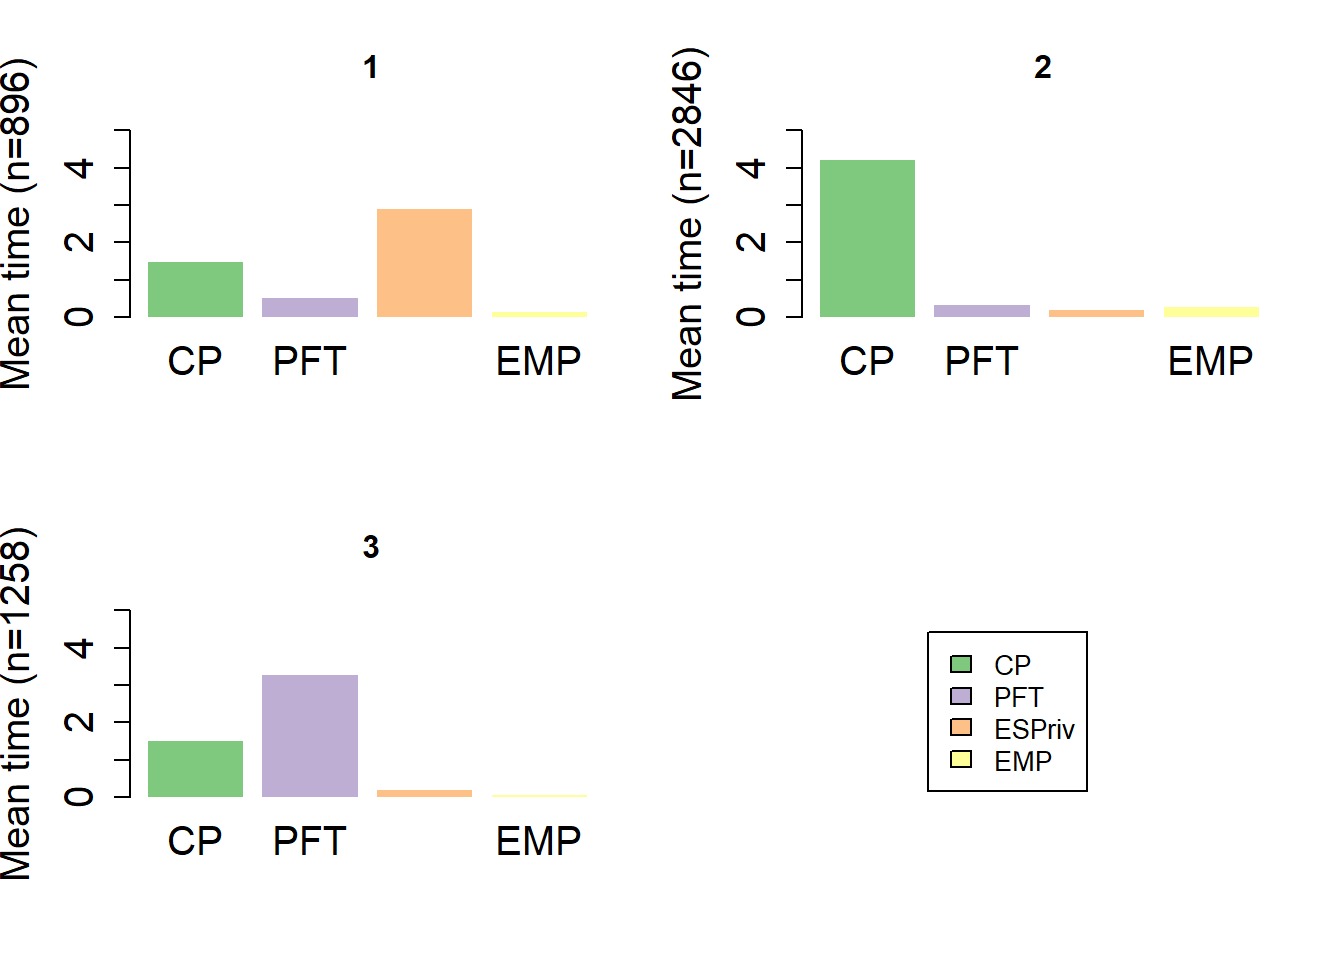 1
Mean time (n=896)
4
2
0
CP PFT EMP
2
Mean time (n=2846)
4
2
0
CP PFT EMP
3
Mean time (n=1258)
4
2
0
CP PFT EMP
CP
PFT
ESPriv
EMP